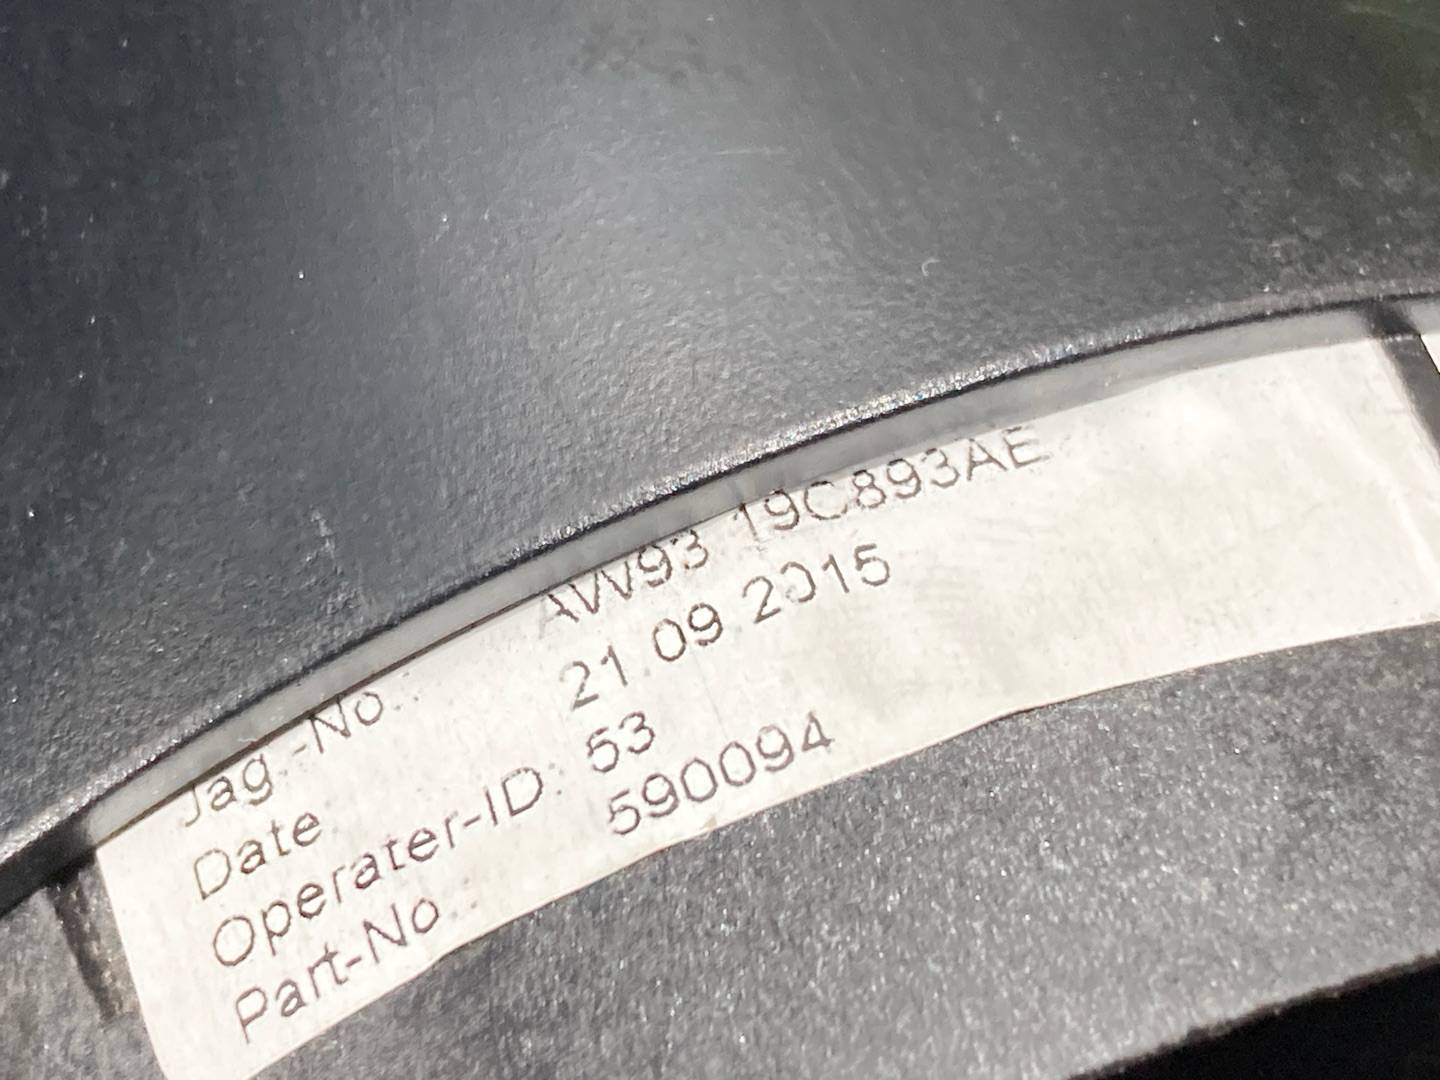 Jag.-No.: AW93 19C893AE
Date 21.09.2015
Operater-ID: 53
Part-No.: 590094